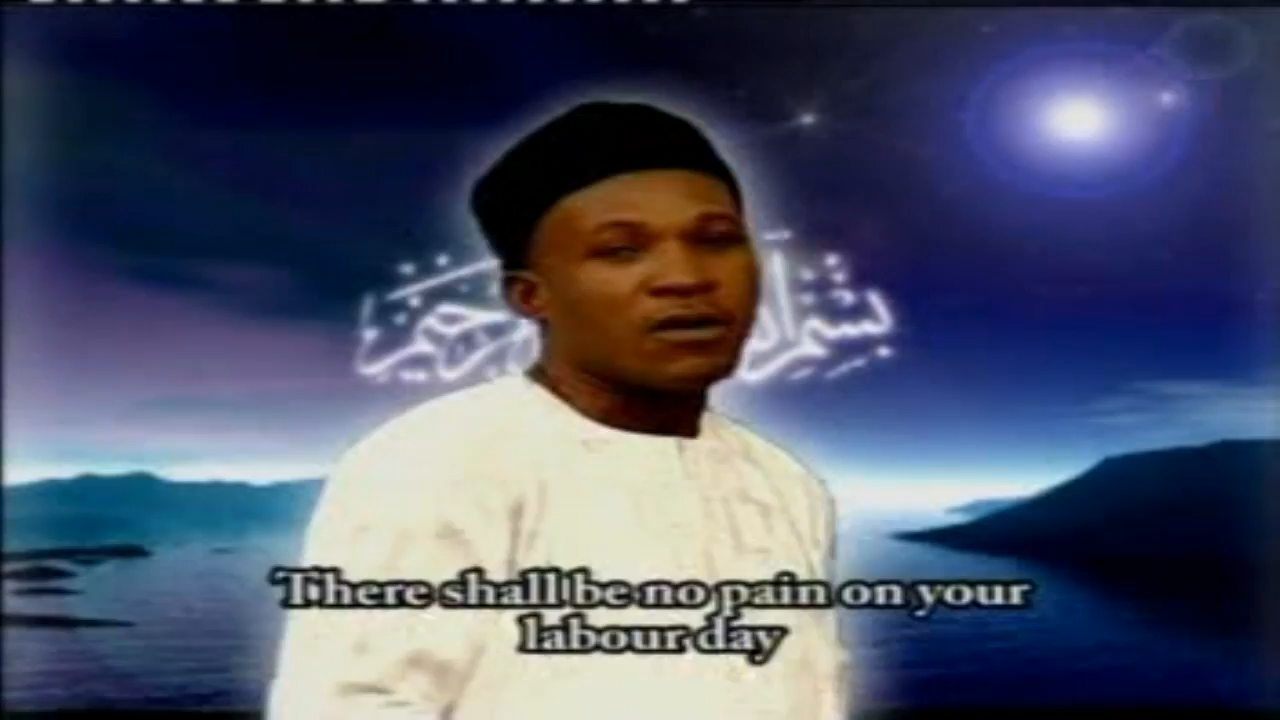 بِسْمِ
There shall be no pain on your
labour day